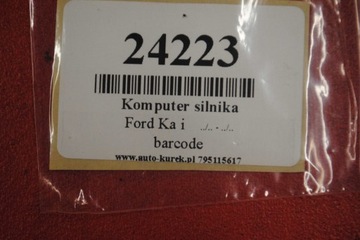 24223
Komputer silnika
Ford Ka i ../.. - ../..
barcode
www.auto-kurek.pl 795115617